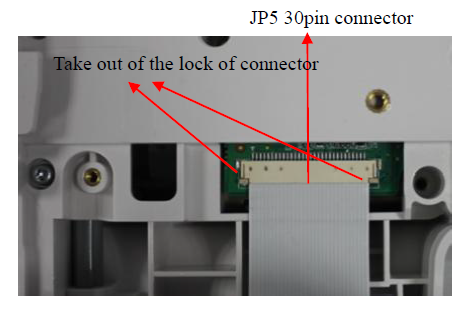 JP5 30pin connector
Take out of the lock of connector